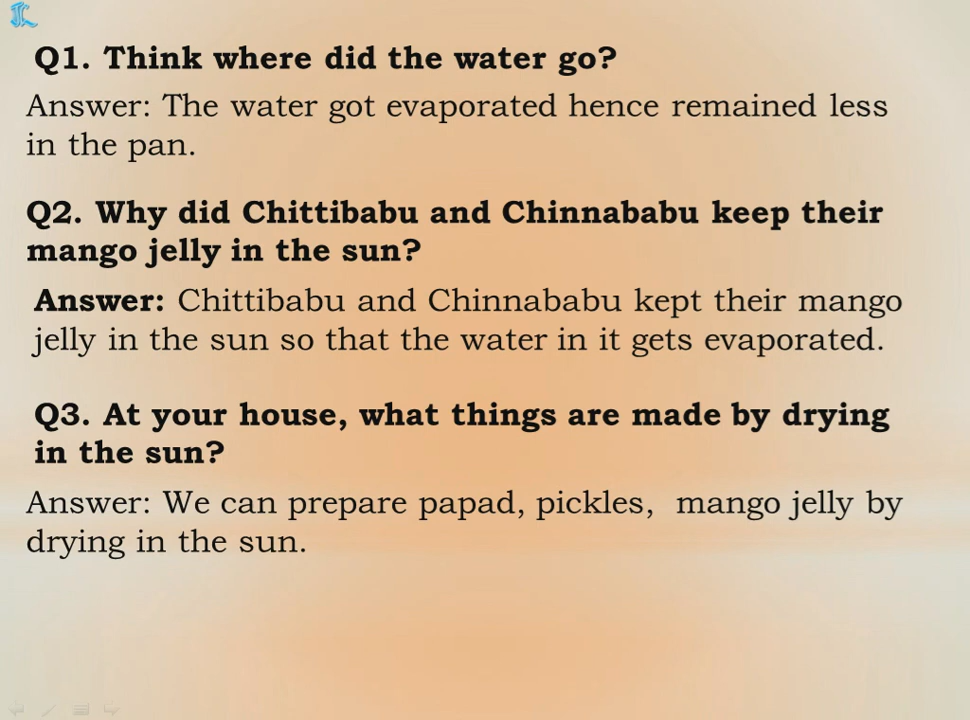 Q1. Think where did the water go?
Answer: The water got evaporated hence remained less
in the pan.
Q2. Why did Chittibabu and Chinnababu keep their
mango jelly in the sun?
Answer: Chittibabu and Chinnababu kept their mango
jelly in the sun so that the water in it gets evaporated.
Q3. At your house, what things are made by drying
in the sun?
Answer: We can prepare papad, pickles,  mango jelly by
drying in the sun.